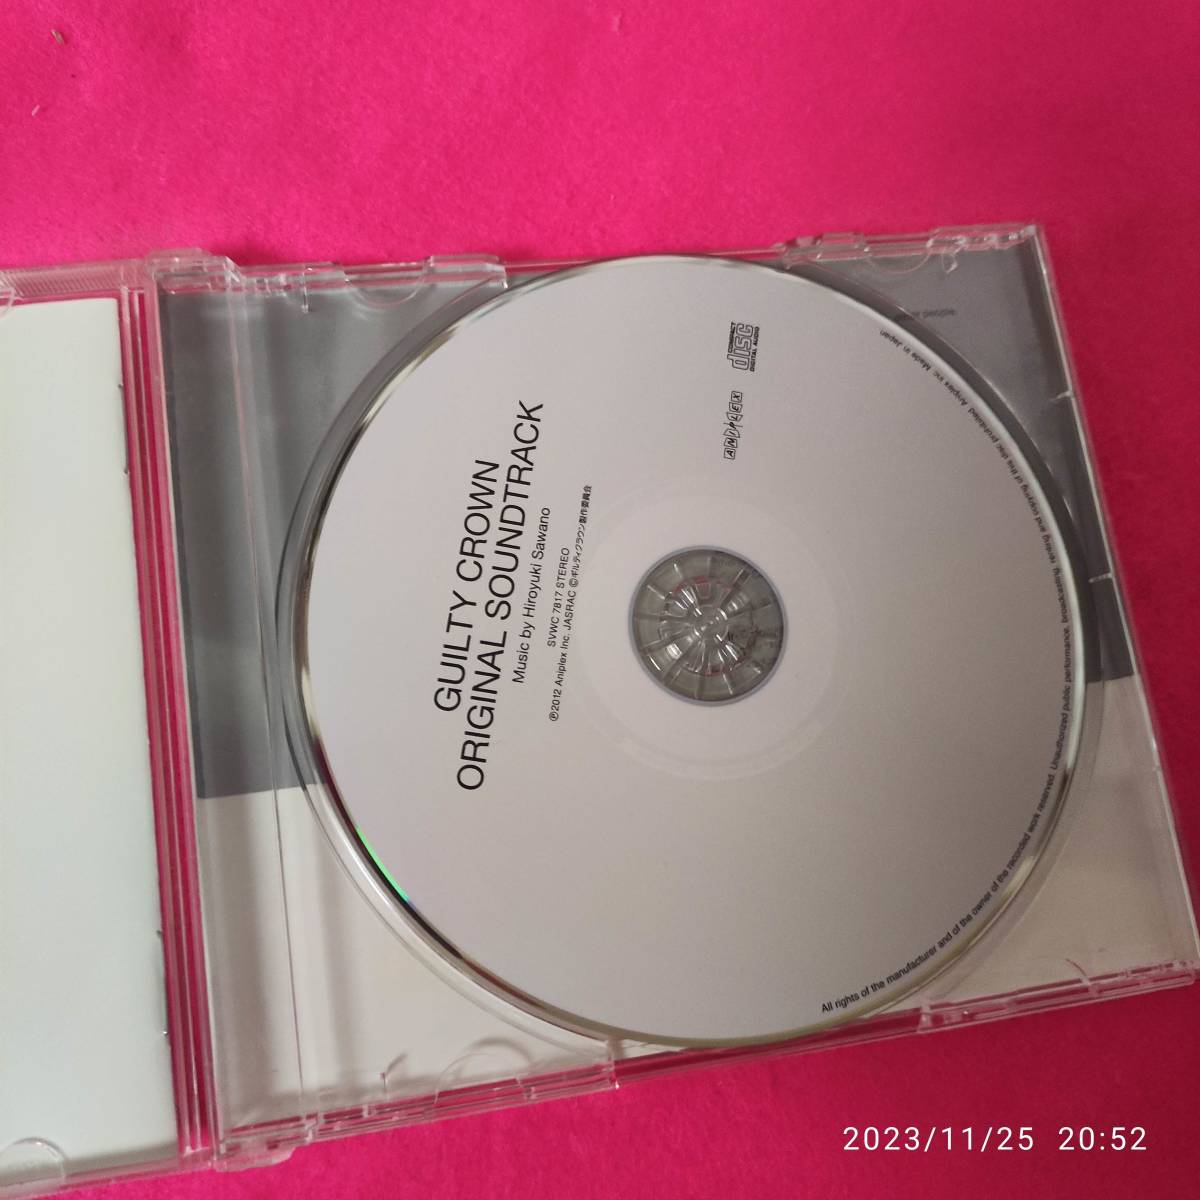 GUILTY CROWN
ORIGINAL SOUNDTRACK
Music by Hiroyuki Sawano
SVWC 7817 STEREO
℗2012 Aniplex Inc. JASRAC ©ギルティクラウン製作委員会
ANIPLEX
COMPACT
disc
DIGITAL AUDIO
All rights of the manufacturer and of the owner of the recorded work reserved. Unauthorized public performance, broadcasting, renting and copying of this disc prohibited. Aniplex Inc. Made in Japan
people.
2023/11/25 20:52